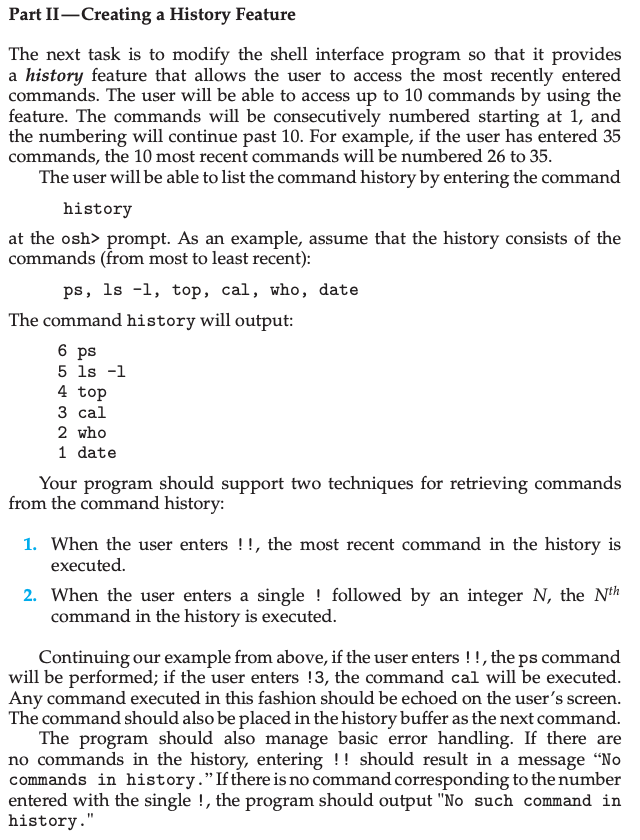 Part II—Creating a History Feature
The next task is to modify the shell interface program so that it provides
a history feature that allows the user to access the most recently entered
commands. The user will be able to access up to 10 commands by using the
feature. The commands will be consecutively numbered starting at 1, and
the numbering will continue past 10. For example, if the user has entered 35
commands, the 10 most recent commands will be numbered 26 to 35.
The user will be able to list the command history by entering the command
history
at the osh> prompt. As an example, assume that the history consists of the
commands (from most to least recent):
ps, ls -l, top, cal, who, date
The command history will output:
6 ps
5 ls -l
4 top
3 cal
2 who
1 date
Your program should support two techniques for retrieving commands
from the command history:
1. When the user enters !!, the most recent command in the history is
executed.
2. When the user enters a single ! followed by an integer N, the Nth
command in the history is executed.
Continuing our example from above, if the user enters !!, the ps command
will be performed; if the user enters !3, the command cal will be executed.
Any command executed in this fashion should be echoed on the user's screen.
The command should also be placed in the history buffer as the next command.
The program should also manage basic error handling. If there are
no commands in the history, entering !! should result in a message “No
commands in history.” If there is no command corresponding to the number
entered with the single !, the program should output "No such command in
history."